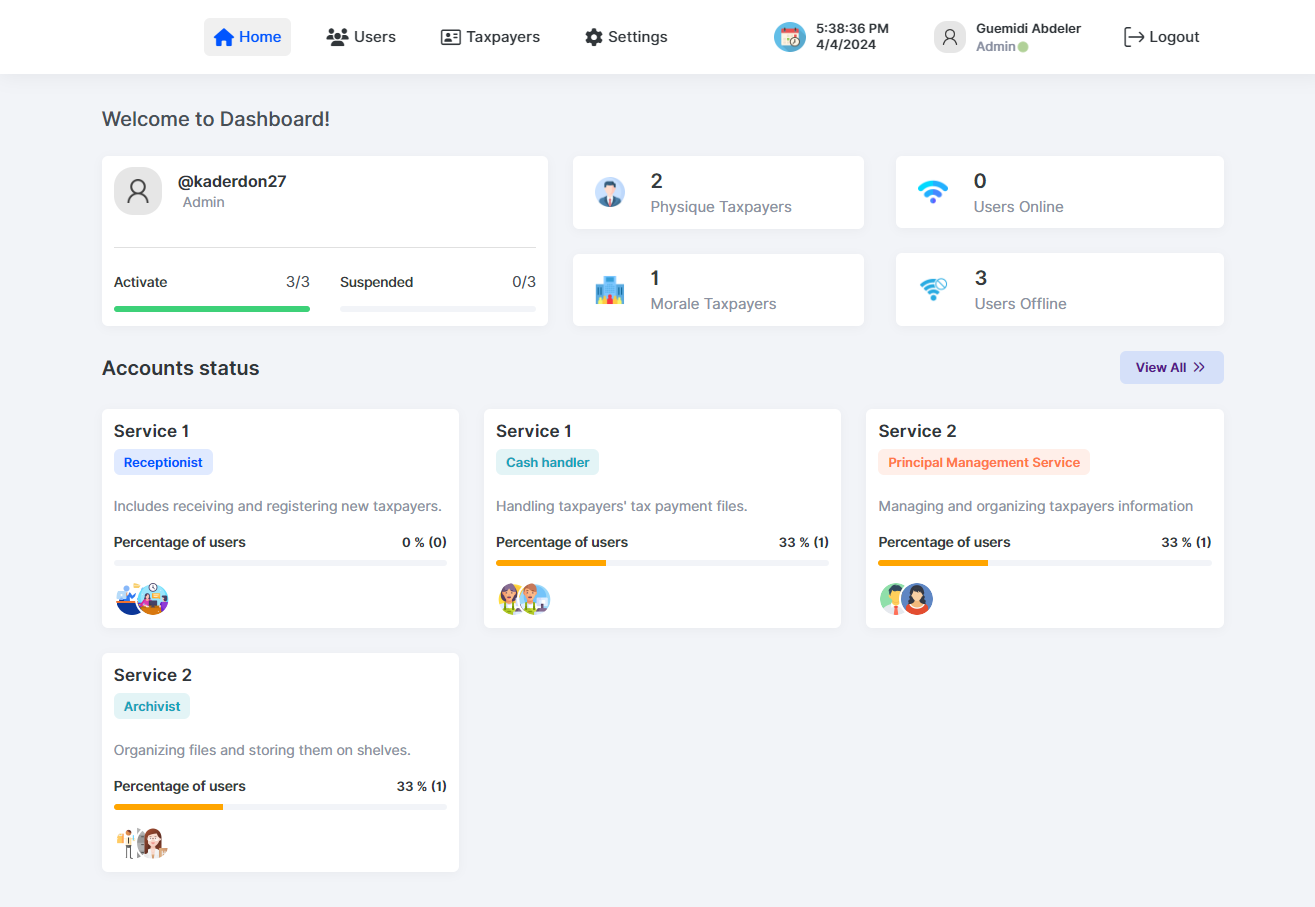 Home
Users
Taxpayers
Settings
5:38:36 PM
4/4/2024
Guemidi Abdeler
Admin
Logout
Welcome to Dashboard!
@kaderdon27
Admin
Activate 3/3
Suspended 0/3
2
Physique Taxpayers
0
Users Online
1
Morale Taxpayers
3
Users Offline
Accounts status
View All
Service 1
Receptionist
Includes receiving and registering new taxpayers.
Percentage of users 0 % (0)
Service 1
Cash handler
Handling taxpayers' tax payment files.
Percentage of users 33 % (1)
Service 2
Principal Management Service
Managing and organizing taxpayers information
Percentage of users 33 % (1)
Service 2
Archivist
Organizing files and storing them on shelves.
Percentage of users 33 % (1)